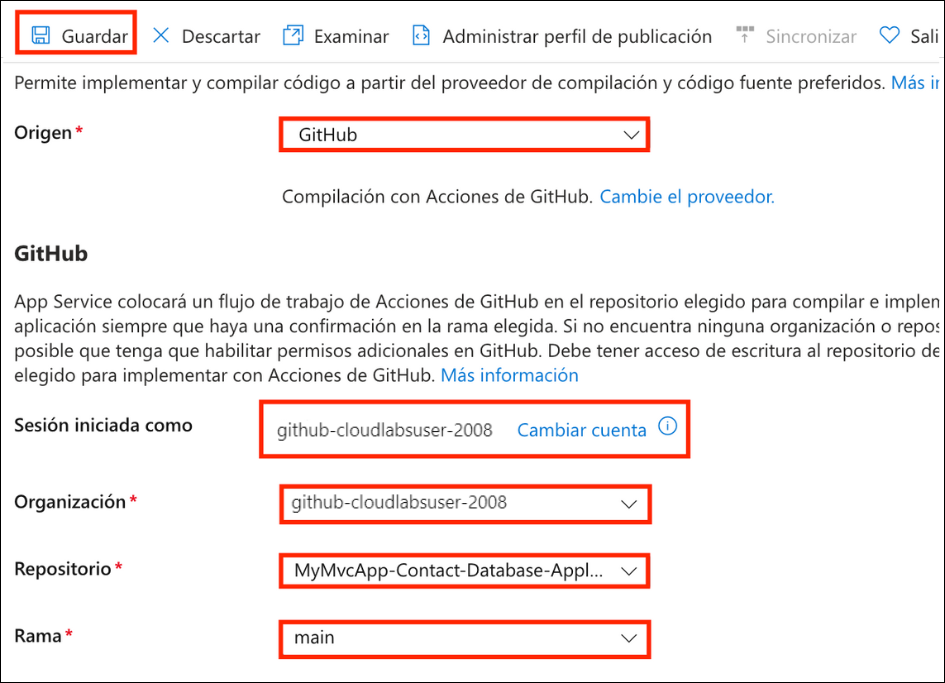 Guardar Descartar Examinar Administrar perfil de publicación Sincronizar
Permite implementar y compilar código a partir del proveedor de compilación y código fuente preferidos. Más
Origen* GitHub
Compilación con Acciones de GitHub. Cambie el proveedor.
GitHub
App Service colocará un flujo de trabajo de Acciones de GitHub en el repositorio elegido para compilar e
aplicación siempre que haya una confirmación en la rama elegida. Si no encuentra ninguna organización o
posible que tenga que habilitar permisos adicionales en GitHub. Debe tener acceso de escritura al repositorio
elegido para implementar con Acciones de GitHub. Más información
Sesión iniciada como github-cloudlabsuser-2008 Cambiar cuenta
Organización* github-cloudlabsuser-2008
Repositorio* MyMvcApp-Contact-Database-Appl...
Rama* main